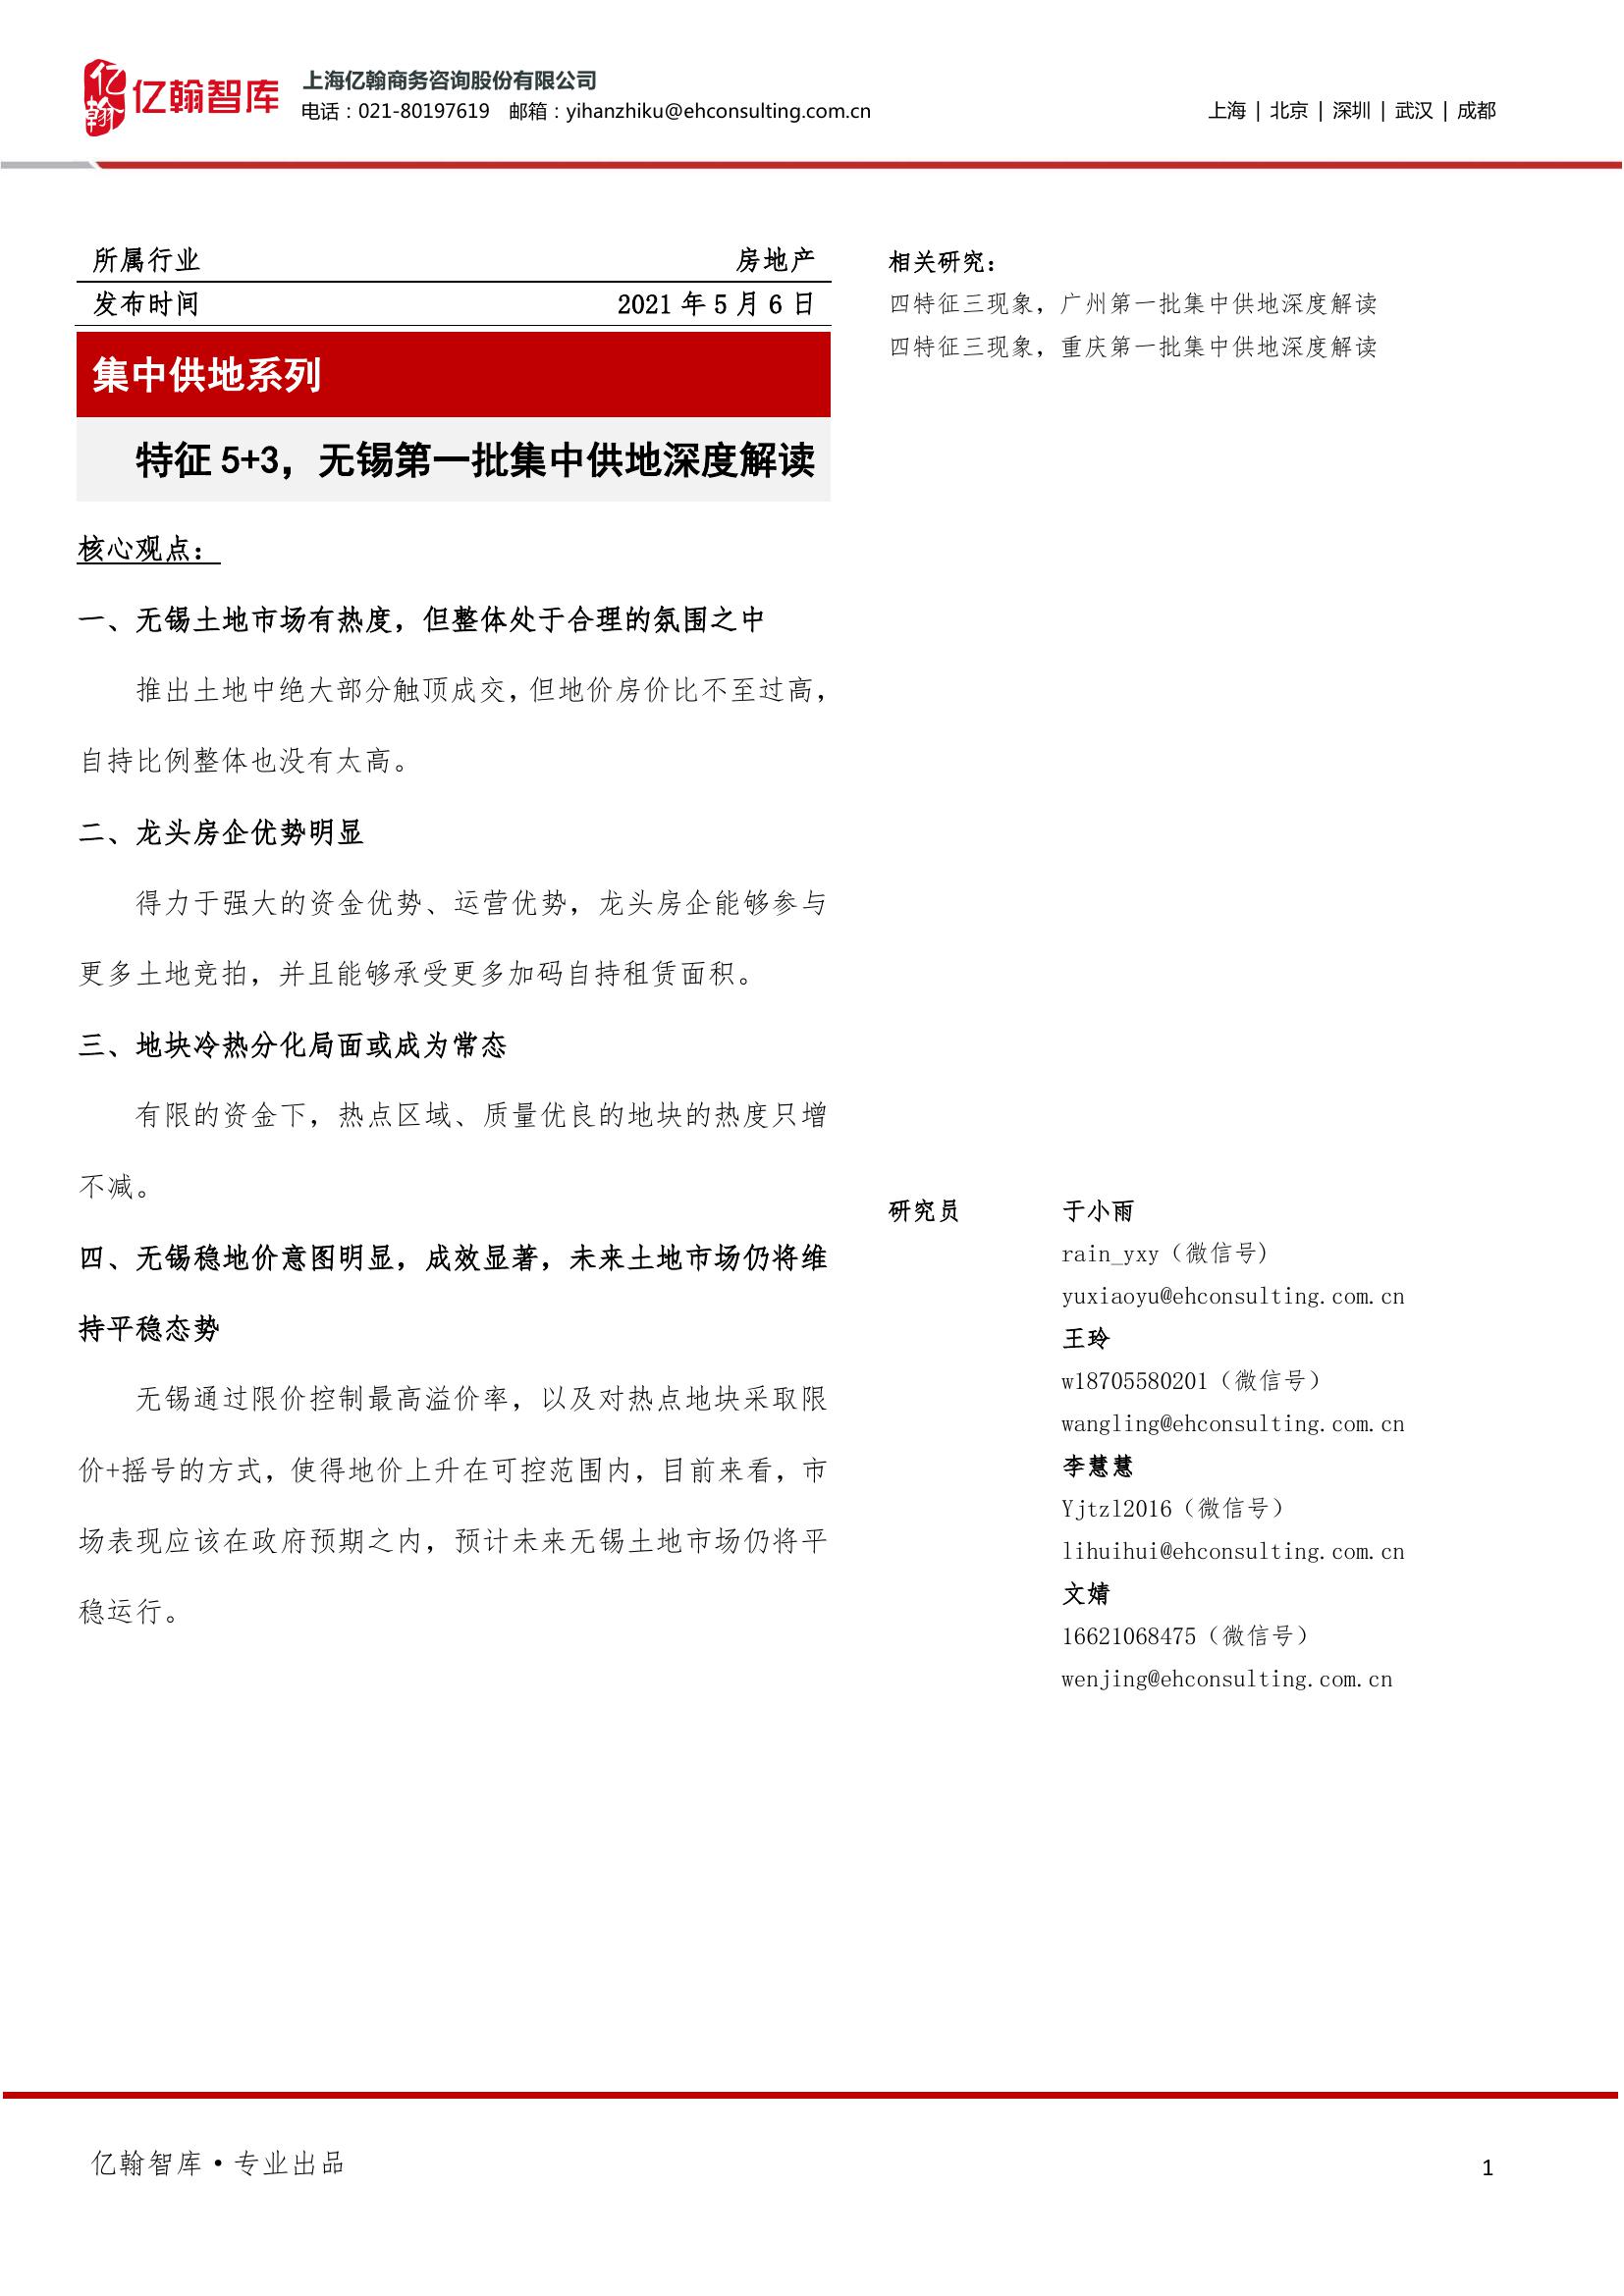 亿翰
亿翰智库
上海亿翰商务咨询股份有限公司
电话：021-80197619 邮箱：yihanzhiku@ehconsulting.com.cn
上海 | 北京 | 深圳 | 武汉 | 成都
所属行业 房地产
发布时间 2021 年 5 月 6 日
集中供地系列
特征 5+3，无锡第一批集中供地深度解读
核心观点：
一、无锡土地市场有热度，但整体处于合理的氛围之中
推出土地中绝大部分触顶成交，但地价房价比不至过高，
自持比例整体也没有太高。
二、龙头房企优势明显
得力于强大的资金优势、运营优势，龙头房企能够参与
更多土地竞拍，并且能够承受更多加码自持租赁面积。
三、地块冷热分化局面或成为常态
有限的资金下，热点区域、质量优良的地块的热度只增
不减。
四、无锡稳地价意图明显，成效显著，未来土地市场仍将维
持平稳态势
无锡通过限价控制最高溢价率，以及对热点地块采取限
价+摇号的方式，使得地价上升在可控范围内，目前来看，市
场表现应该在政府预期之内，预计未来无锡土地市场仍将平
稳运行。
相关研究：
四特征三现象，广州第一批集中供地深度解读
四特征三现象，重庆第一批集中供地深度解读
研究员 于小雨
rain_yxy（微信号）
yuxiaoyu@ehconsulting.com.cn
王玲
w18705580201（微信号）
wangling@ehconsulting.com.cn
李慧慧
Yjtzl2016（微信号）
lihuihui@ehconsulting.com.cn
文婧
16621068475（微信号）
wenjing@ehconsulting.com.cn
亿翰智库•专业出品
1